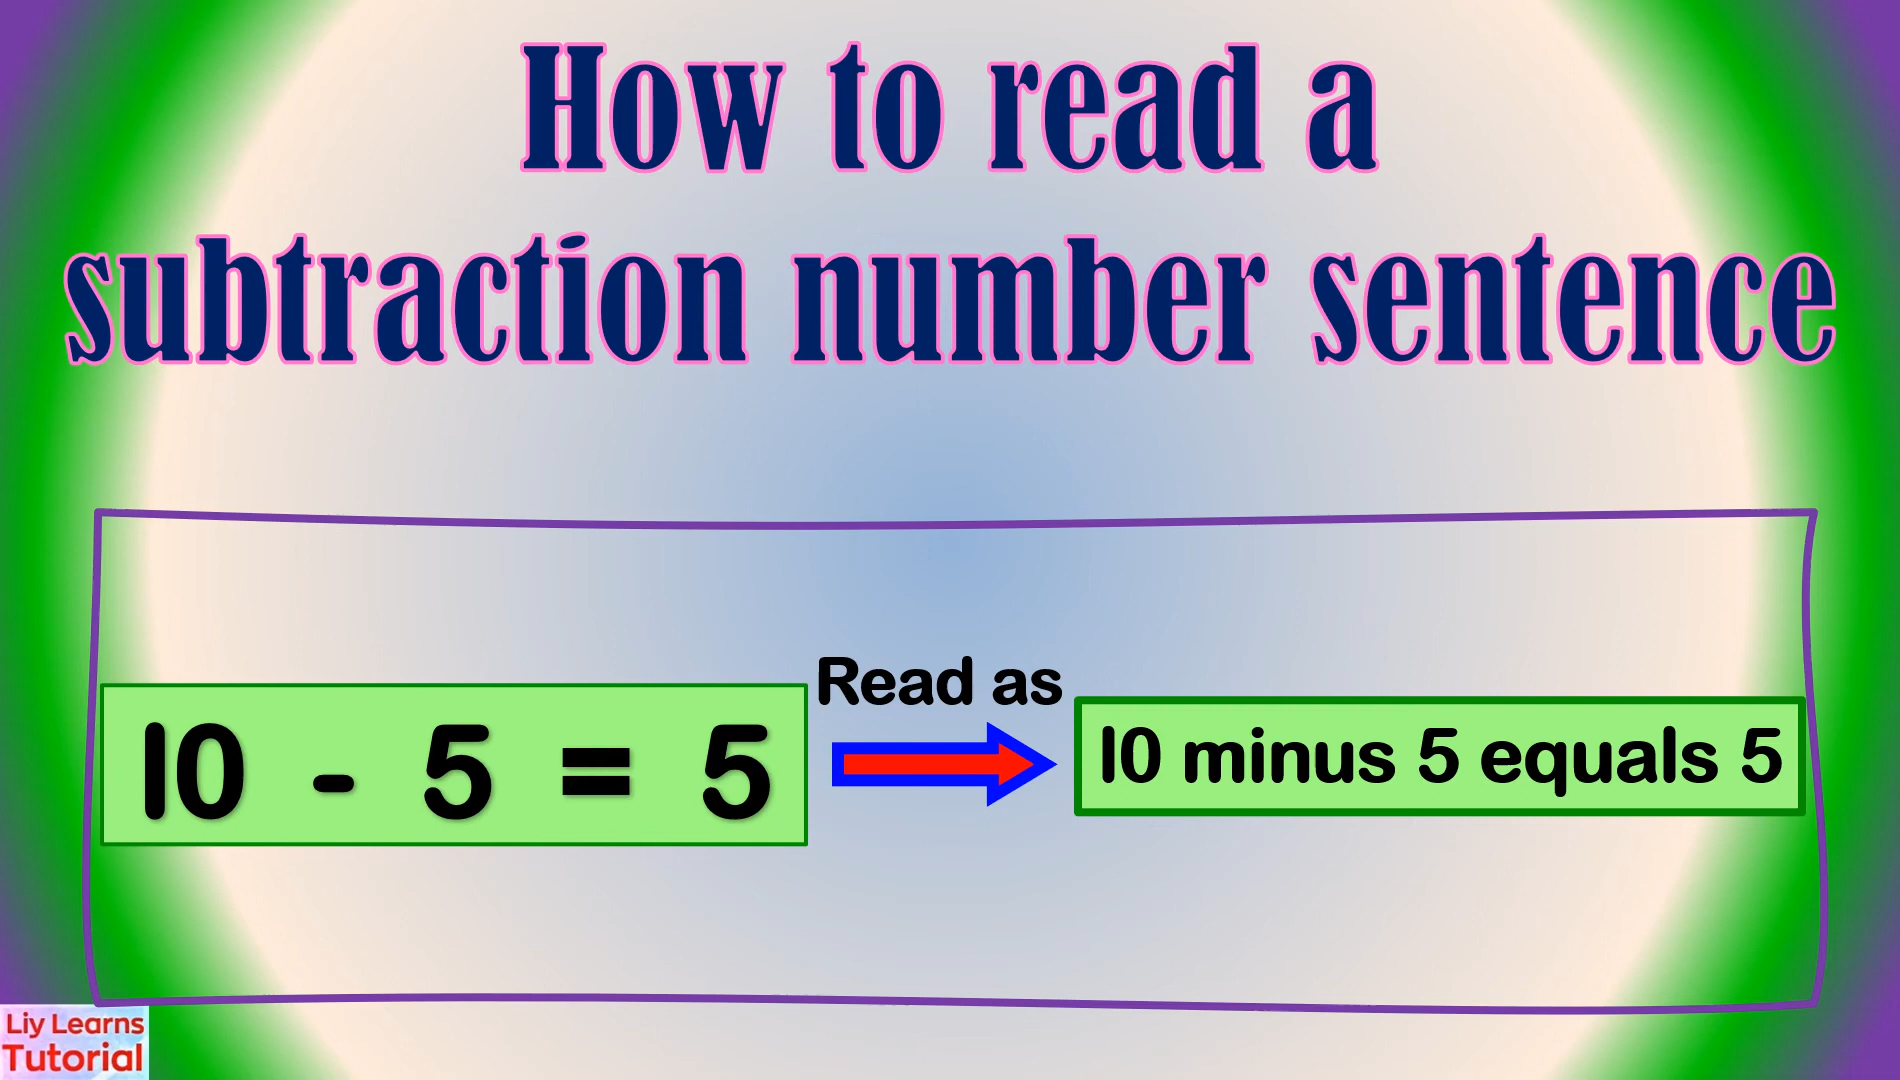 How to read a
subtraction number sentence
Read as
10 - 5 = 5
10 minus 5 equals 5
Liy Learns
Tutorial